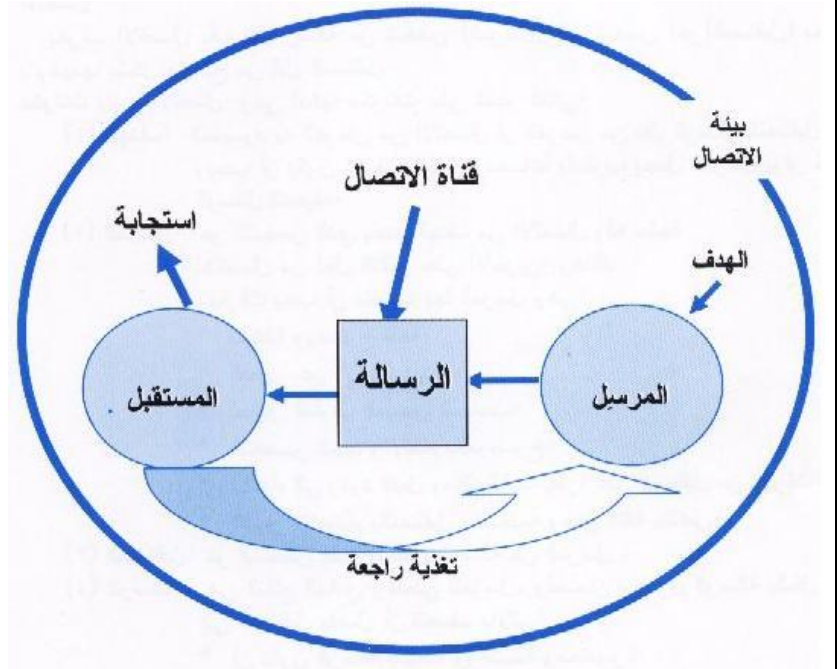 بيئة
الاتصال
قناة الاتصال
استجابة
الهدف
المرسِل
الرسالة
المستقبل
تغذية راجعة